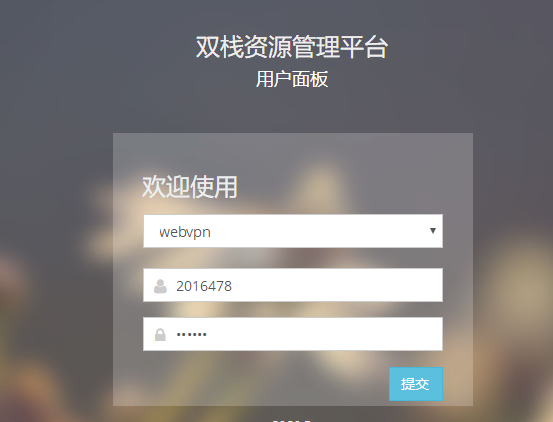 双栈资源管理平台
用户面板
欢迎使用
webvpn
2016478
••••••
提交